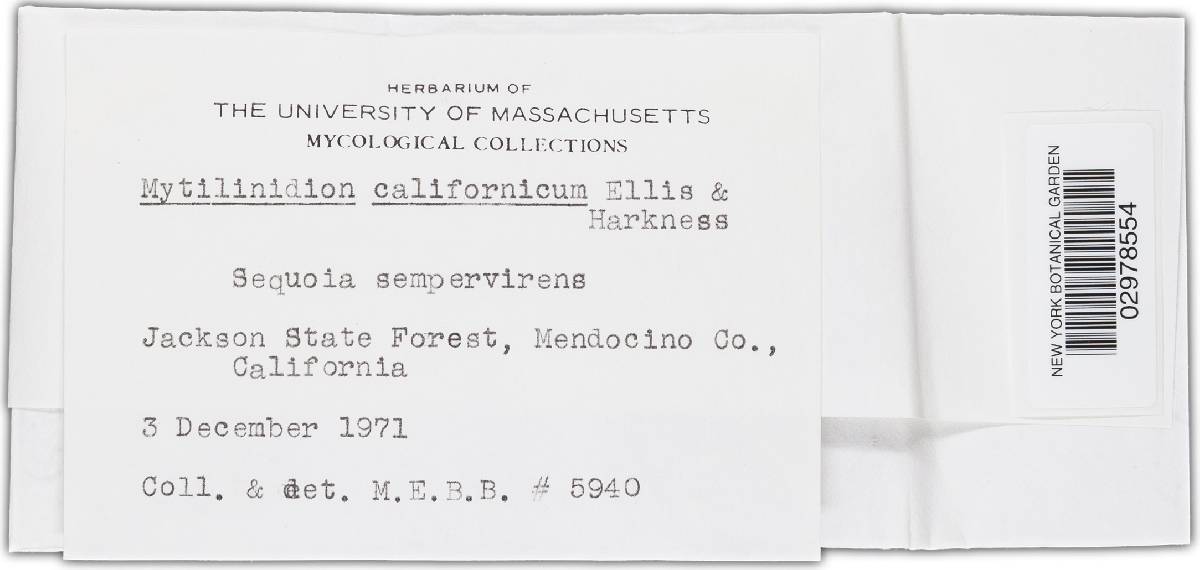 HERBARIUM OF
THE UNIVERSITY OF MASSACHUSETTS
MYCOLOGICAL COLLECTIONS
Mytilinidion californicum Ellis &
Harkness
Sequoia sempervirens
Jackson State Forest, Mendocino Co.,
California
3 December 1971
Coll. & det. M.E.B.B. # 5940
NEW YORK BOTANICAL GARDEN
02978554